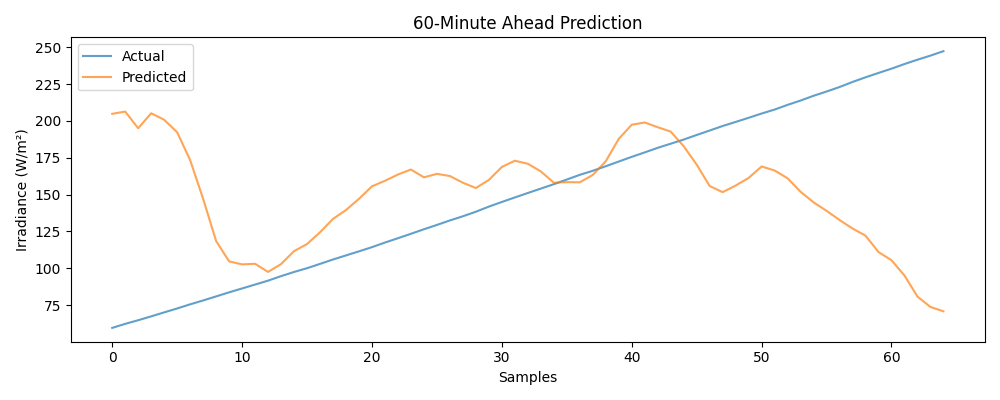 60-Minute Ahead Prediction
Actual
Predicted
250
225
200
175
150
125
100
75
Irradiance (W/m²)
0 10 20 30 40 50 60
Samples